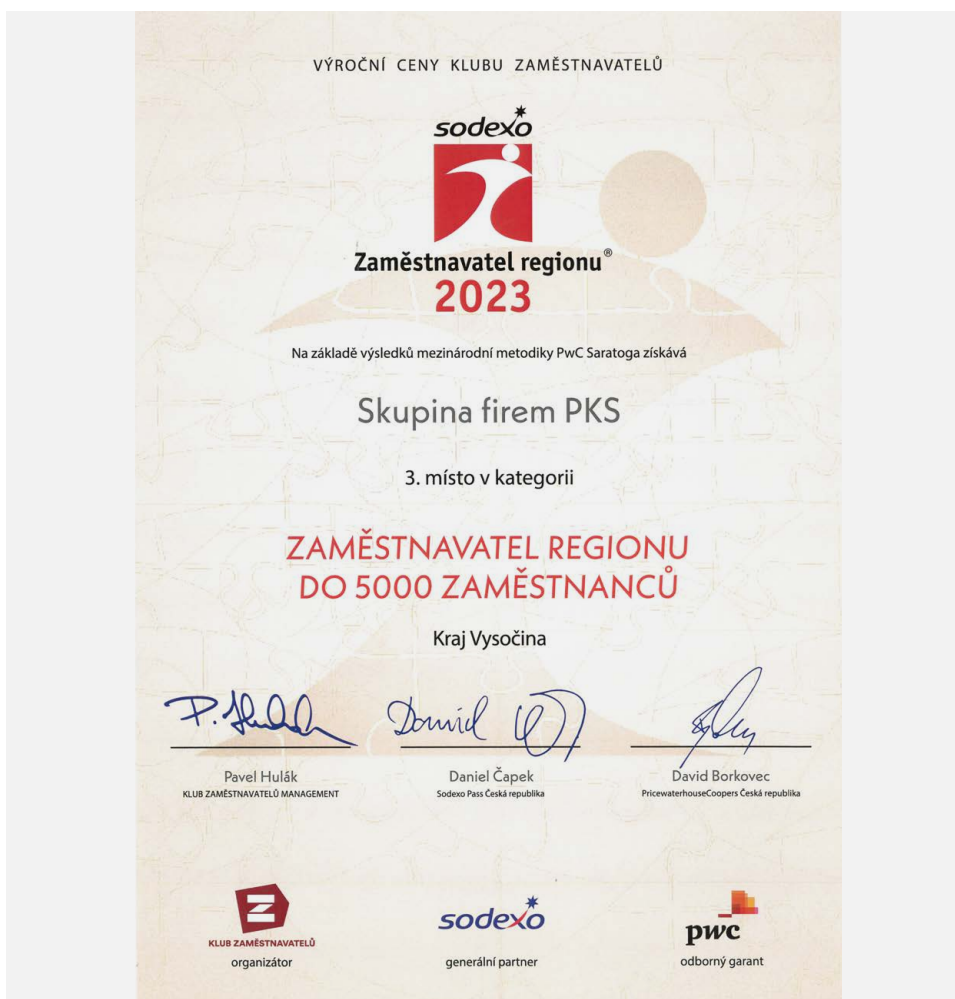 VÝROČNÍ CENY KLUBU ZAMĚSTNAVATELŮ
sodexo
Zaměstnavatel regionu®
2023
Na základě výsledků mezinárodní metodiky PwC Saratoga získává
Skupina firem PKS
3. místo v kategorii
ZAMĚSTNAVATEL REGIONU
DO 5000 ZAMĚSTNANCŮ
Kraj Vysočina
P. Hulák Daniel
Pavel Hulák Daniel Čapek David Borkovec
KLUB ZAMĚSTNAVATELŮ MANAGEMENT Sodexo Pass Česká republika PricewaterhouseCoopers Česká republika
Z sodexo pwc
KLUB ZAMĚSTNAVATELŮ
organizátor generální partner odborný garant